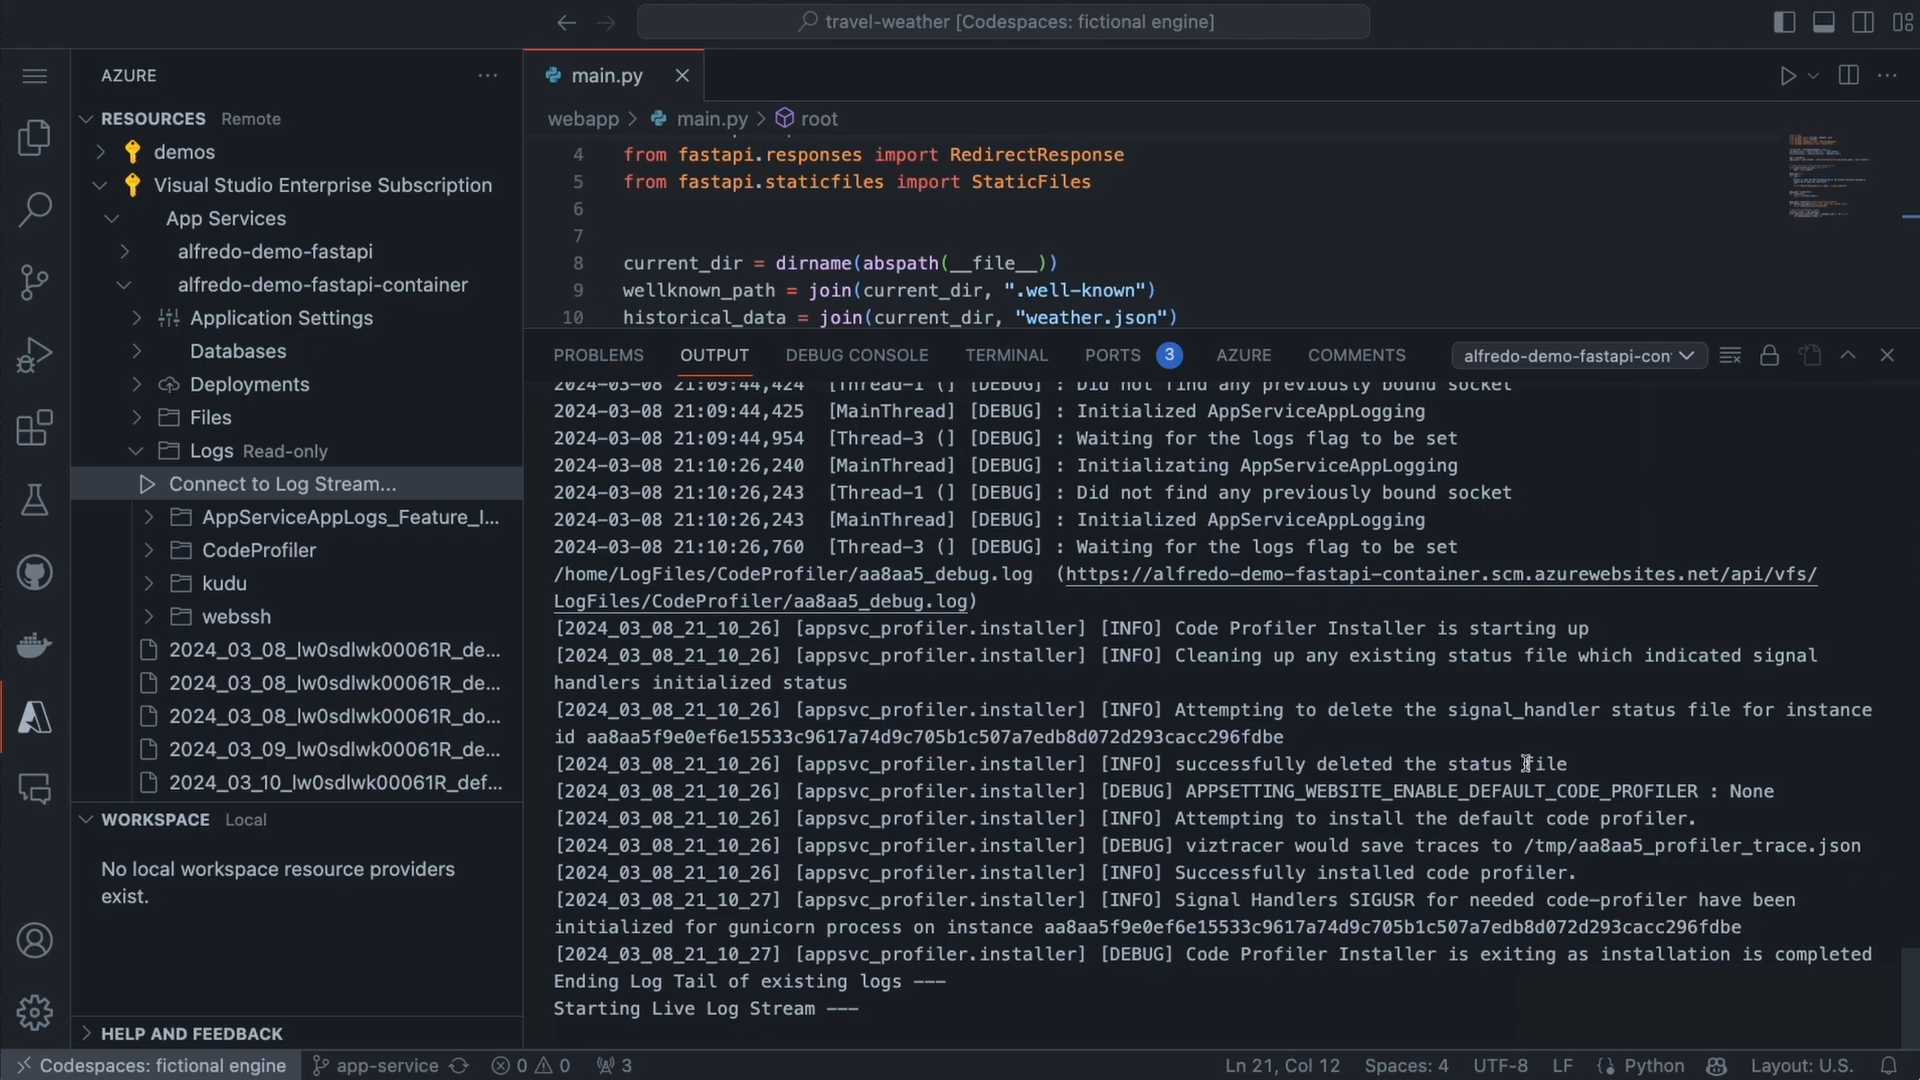 travel-weather [Codespaces: fictional engine]
AZURE
RESOURCES Remote
demos
Visual Studio Enterprise Subscription
App Services
alfredo-demo-fastapi
alfredo-demo-fastapi-container
Application Settings
Databases
Deployments
Files
Logs Read-only
Connect to Log Stream...
AppServiceAppLogs_Feature_I...
CodeProfiler
kudu
webssh
2024_03_08_lw0sdlwk00061R_de...
2024_03_08_lw0sdlwk00061R_de...
2024_03_08_lw0sdlwk00061R_do...
2024_03_09_lw0sdlwk00061R_de...
2024_03_10_lw0sdlwk00061R_def...
WORKSPACE Local
No local workspace resource providers
exist.
HELP AND FEEDBACK
main.py
webapp > main.py > root
4 from fastapi.responses import RedirectResponse
5 from fastapi.staticfiles import StaticFiles
6
7
8 current_dir = dirname(abspath(__file__))
9 wellknown_path = join(current_dir, ".well-known")
10 historical_data = join(current_dir, "weather.json")
PROBLEMS OUTPUT DEBUG CONSOLE TERMINAL PORTS 3 AZURE COMMENTS alfredo-demo-fastapi-con
2024-03-08 21:09:44,424 [Thread-1 (] [DEBUG] : Did not find any previously bound socket
2024-03-08 21:09:44,425 [MainThread] [DEBUG] : Initialized AppServiceAppLogging
2024-03-08 21:09:44,954 [Thread-3 (] [DEBUG] : Waiting for the logs flag to be set
2024-03-08 21:10:26,240 [MainThread] [DEBUG] : Initializating AppServiceAppLogging
2024-03-08 21:10:26,243 [Thread-1 (] [DEBUG] : Did not find any previously bound socket
2024-03-08 21:10:26,243 [MainThread] [DEBUG] : Initialized AppServiceAppLogging
2024-03-08 21:10:26,760 [Thread-3 (] [DEBUG] : Waiting for the logs flag to be set
/home/LogFiles/CodeProfiler/aa8aa5_debug.log (https://alfredo-demo-fastapi-container.scm.azurewebsites.net/api/vfs/
LogFiles/CodeProfiler/aa8aa5_debug.log)
[2024_03_08_21_10_26] [appsvc_profiler.installer] [INFO] Code Profiler Installer is starting up
[2024_03_08_21_10_26] [appsvc_profiler.installer] [INFO] Cleaning up any existing status file which indicated signal
handlers initialized status
[2024_03_08_21_10_26] [appsvc_profiler.installer] [INFO] Attempting to delete the signal_handler status file for instance
id aa8aa5f9e0ef6e15533c9617a74d9c705b1c507a7edb8d072d293cacc296fdbe
[2024_03_08_21_10_26] [appsvc_profiler.installer] [INFO] successfully deleted the status file
[2024_03_08_21_10_26] [appsvc_profiler.installer] [DEBUG] APPSETTING_WEBSITE_ENABLE_DEFAULT_CODE_PROFILER : None
[2024_03_08_21_10_26] [appsvc_profiler.installer] [INFO] Attempting to install the default code profiler.
[2024_03_08_21_10_26] [appsvc_profiler.installer] [DEBUG] viztracer would save traces to /tmp/aa8aa5_profiler_trace.json
[2024_03_08_21_10_26] [appsvc_profiler.installer] [INFO] Successfully installed code profiler.
[2024_03_08_21_10_27] [appsvc_profiler.installer] [INFO] Signal Handlers SIGUSR for needed code-profiler have been
initialized for gunicorn process on instance aa8aa5f9e0ef6e15533c9617a74d9c705b1c507a7edb8d072d293cacc296fdbe
[2024_03_08_21_10_27] [appsvc_profiler.installer] [DEBUG] Code Profiler Installer is exiting as installation is completed
Ending Log Tail of existing logs ---
Starting Live Log Stream ---
Codespaces: fictional engine app-service 0 0 3 Ln 21, Col 12 Spaces: 4 UTF-8 LF Python Layout: U.S.